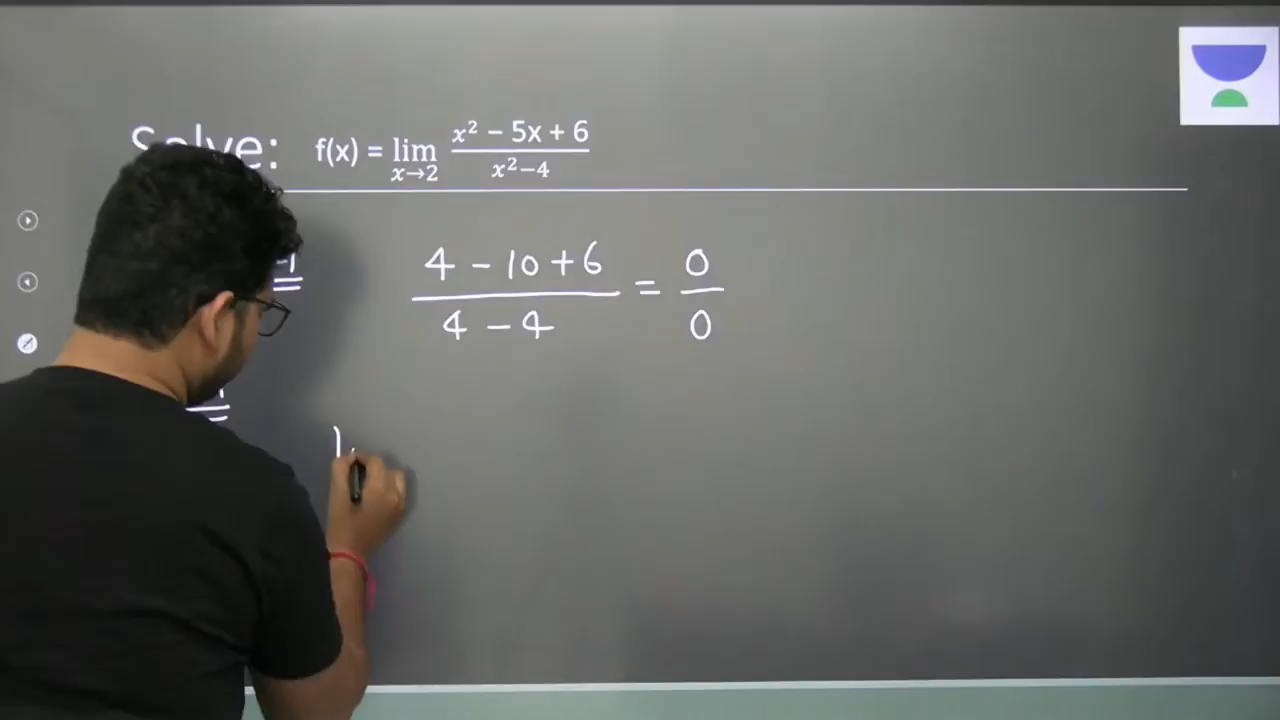 Solve: f(x) = lim x→2 (x² − 5x + 6)/(x²−4)
(4 − 10 + 6)/(4 − 4) = 0/0